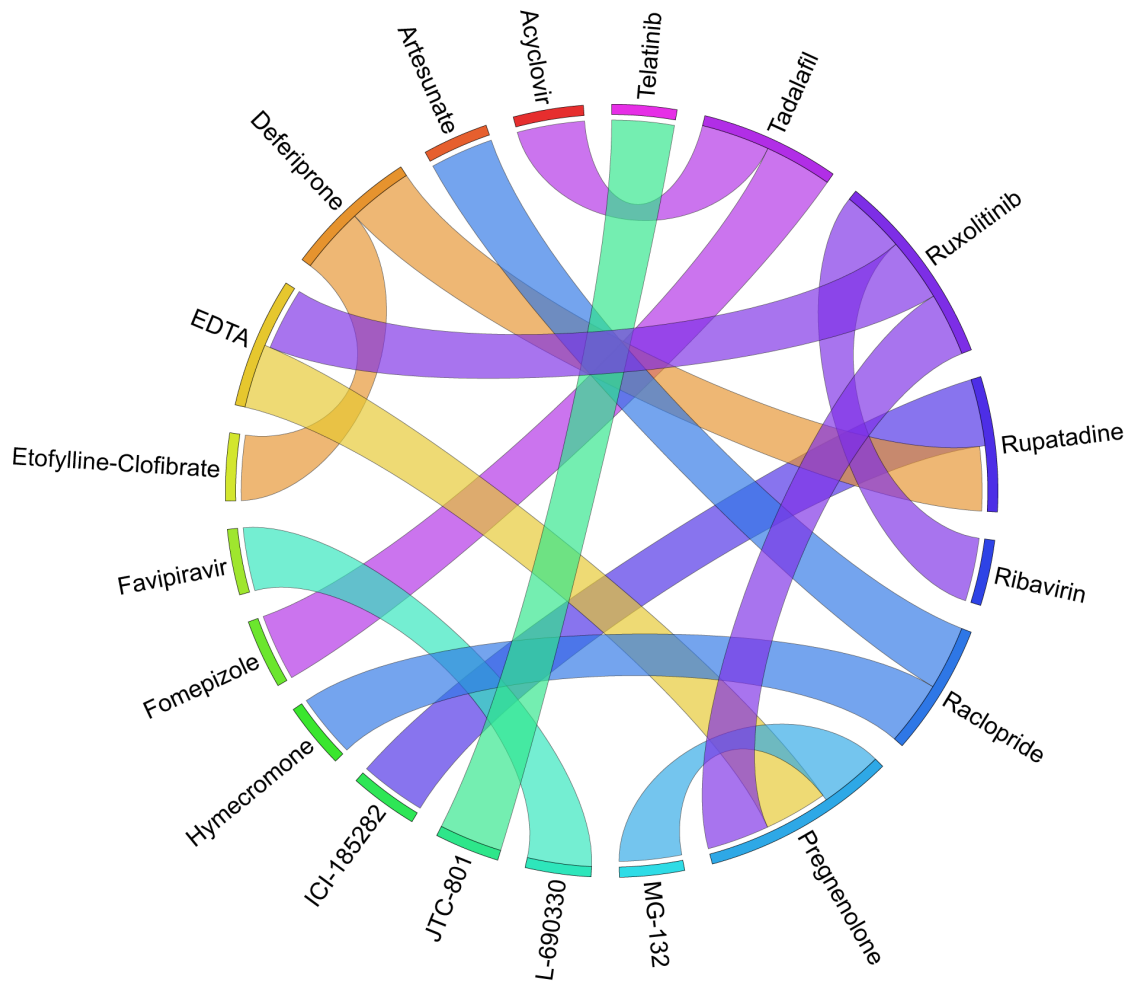 Telatinib
Tadalafil
Ruxolitinib
Rupatadine
Ribavirin
Raclopride
Pregnenolone
MG-132
L-690330
JTC-801
ICI-185282
Hymecromone
Fomepizole
Favipiravir
Etofylline-Clofibrate
EDTA
Deferiprone
Artesunate
Acyclovir